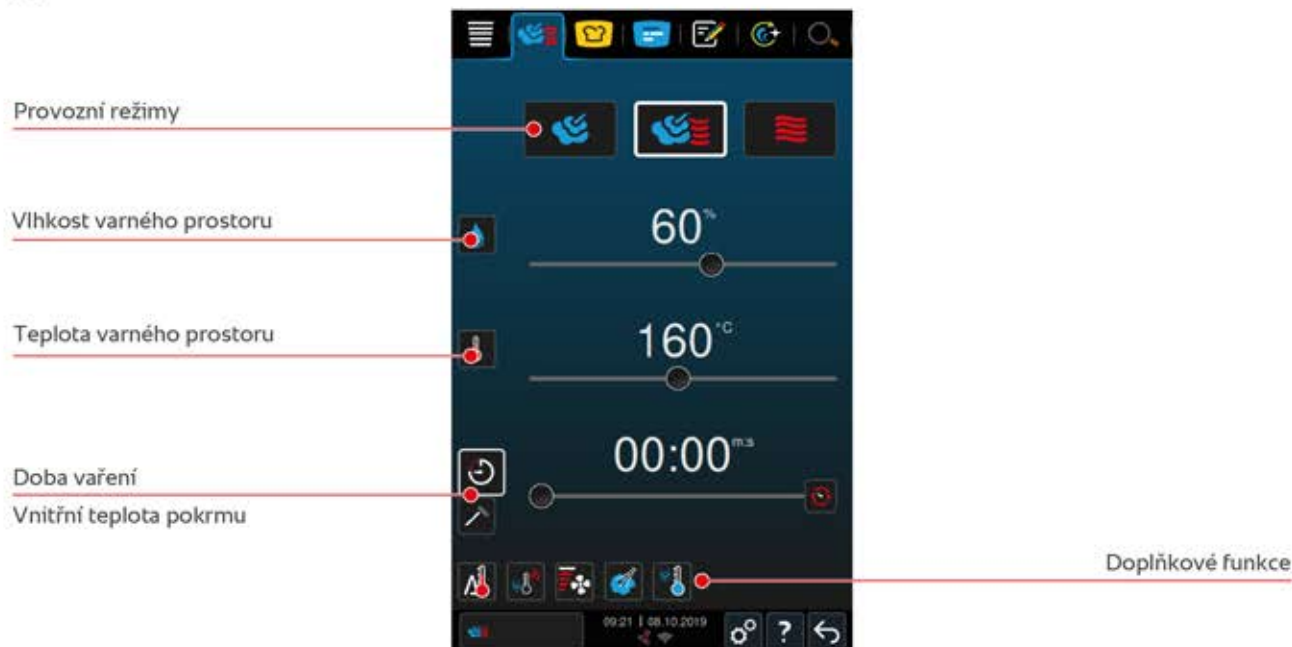 Provozní režimy
Vlhkost varného prostoru
60%
Teplota varného prostoru
160°C
00:00 m:s
Doba vaření
Vnitřní teplota pokrmu
Doplňkové funkce
09:21 | 08.10.2019
?